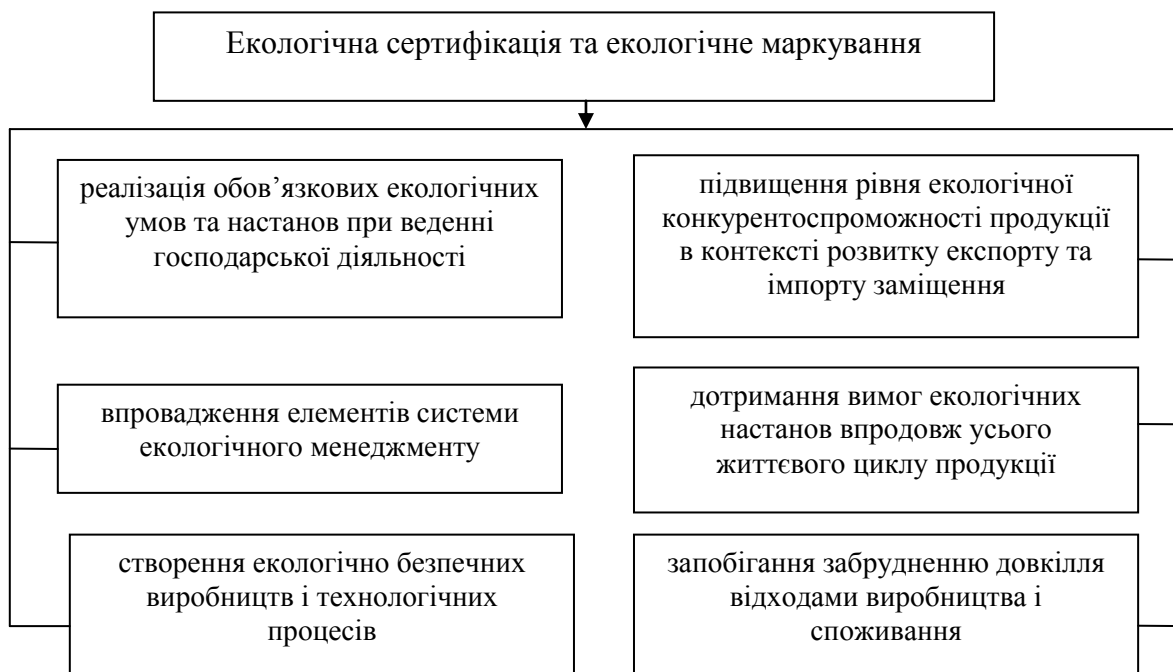 Екологічна сертифікація та екологічне маркування
реалізація обов’язкових екологічних
умов та настанов при веденні
господарської діяльності
підвищення рівня екологічної
конкурентоспроможності продукції
в контексті розвитку експорту та
імпорту заміщення
впровадження елементів системи
екологічного менеджменту
дотримання вимог екологічних
настанов впродовж усього
життєвого циклу продукції
створення екологічно безпечних
виробництв і технологічних
процесів
запобігання забрудненню довкілля
відходами виробництва і
споживання